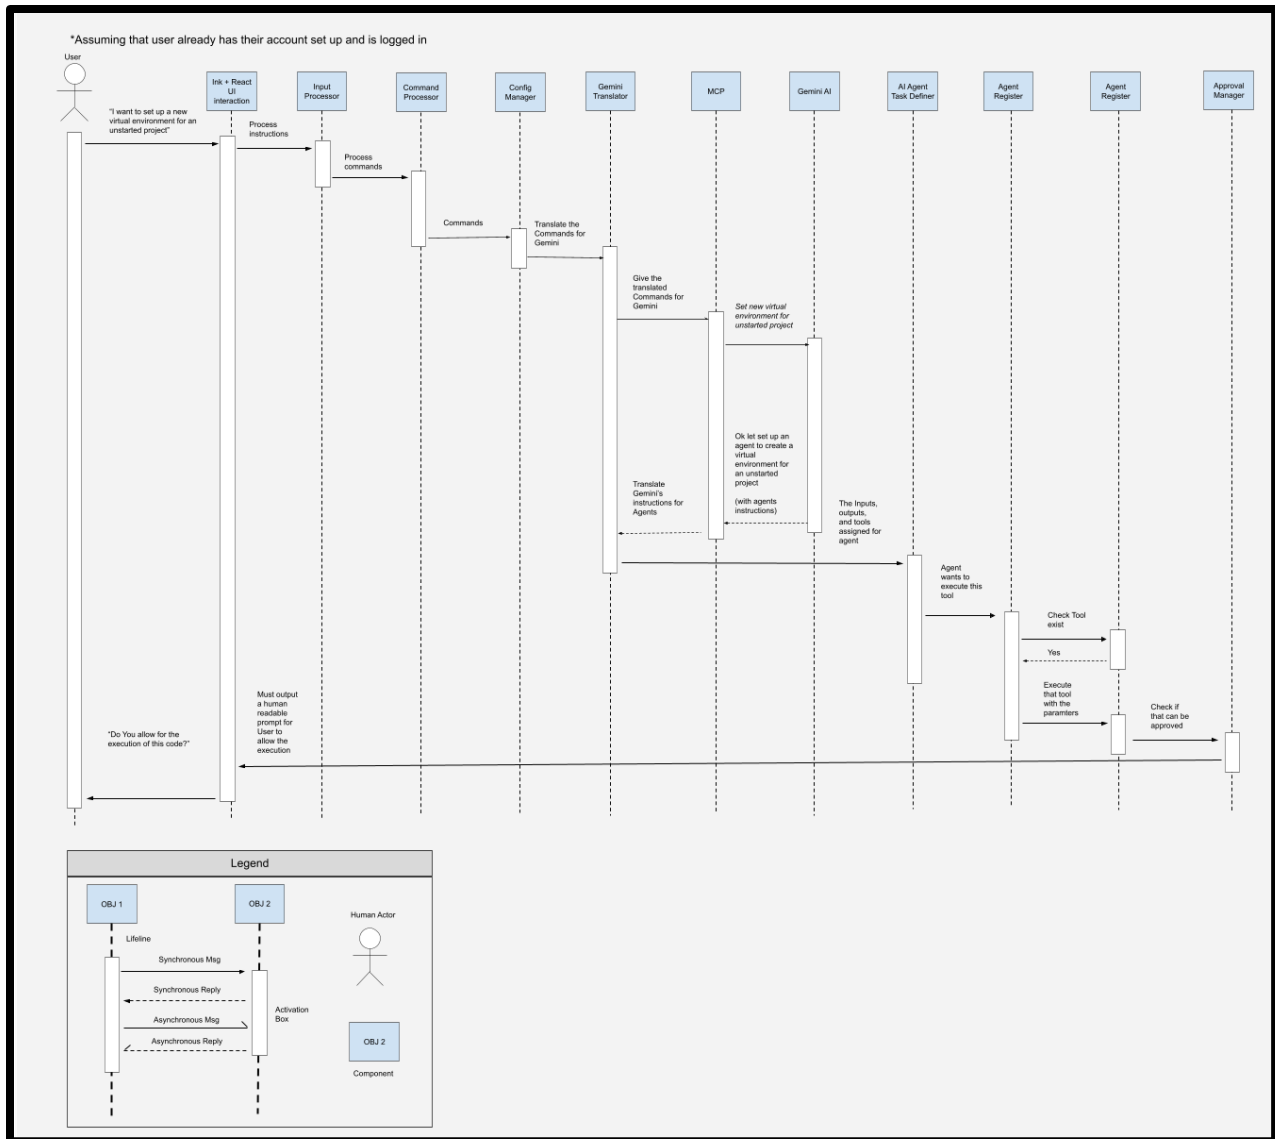 *Assuming that user already has their account set up and is logged in
User
Ink + React
UI
interaction
Input
Processor
Command
Processor
Config
Manager
Gemini
Translator
MCP
Gemini AI
AI Agent
Task Definer
Agent
Register
Agent
Register
Approval
Manager
"I want to set up a new
virtual environment for an
unstarted project"
Process
instructions
Process
commands
Commands
Translate the
Commands for
Gemini
Give the
translated
Commands for
Gemini
Set new virtual
environment for
unstarted project
Ok let set up an
agent to create a
virtual
environment for
an unstarted
project
(with agents
instructions)
Translate
Gemini's
instructions for
Agents
The Inputs,
outputs,
and tools
assigned for
agent
Agent
wants to
execute this
tool
Check Tool
exist
Yes
Execute
that tool
with the
paramters
Check if
that can be
approved
Must output
a human
readable
prompt for
User to
allow the
execution
"Do You allow for the
execution of this code?"
Legend
OBJ 1
OBJ 2
Lifeline
Synchronous Msg
Synchronous Reply
Asynchronous Msg
Asynchronous Reply
Activation
Box
Human Actor
OBJ 2
Component